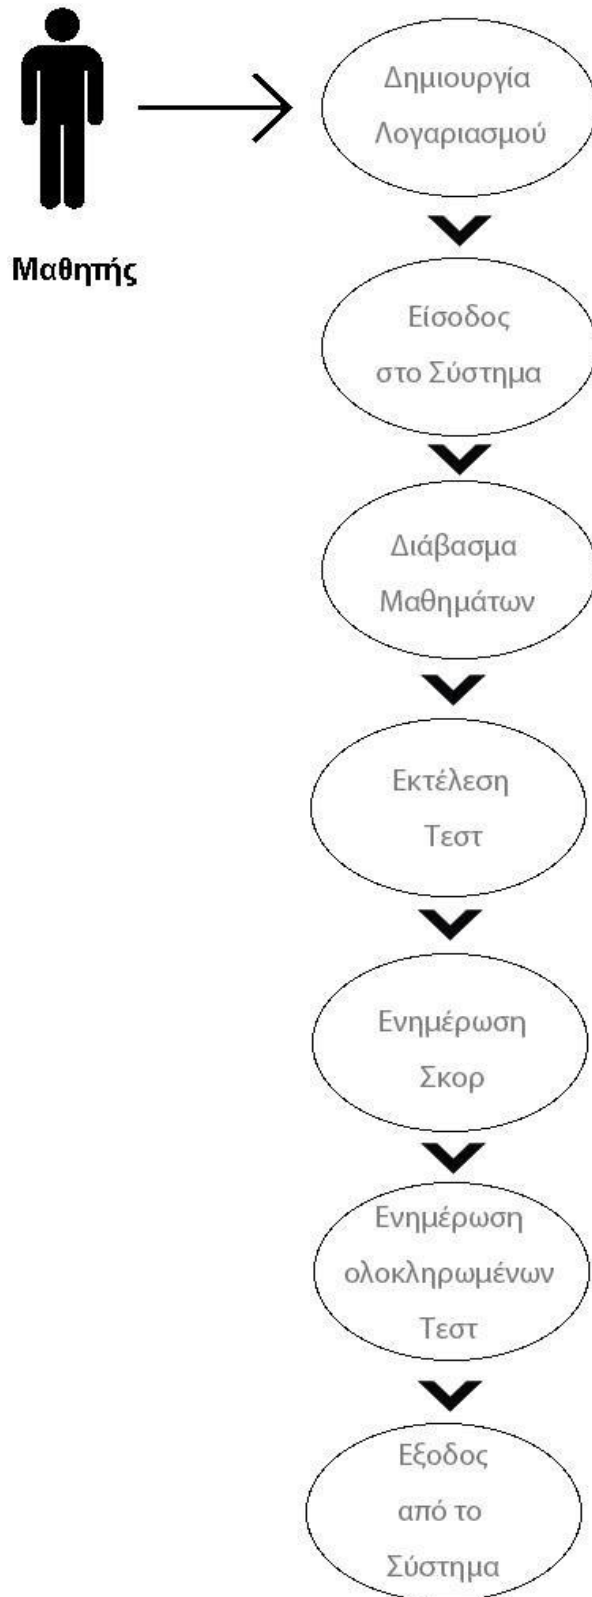 Δημιουργία
Λογαριασμού
Μαθητής
Είσοδος
στο Σύστημα
Διάβασμα
Μαθημάτων
Εκτέλεση
Τεστ
Ενημέρωση
Σκορ
Ενημέρωση
ολοκληρωμένων
Τεστ
Εξοδος
από το
Σύστημα